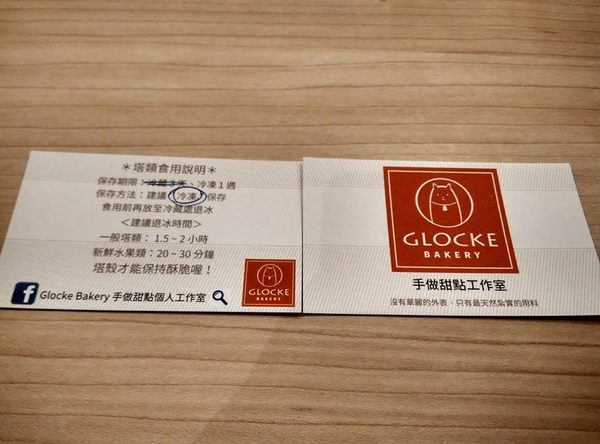 ＊塔類食用說明＊
保存期限：冷藏３天、冷凍１週
保存方法：建議 冷凍 保存
食用前再放至冷藏處退冰
＜建議退冰時間＞
一般塔類：1.5～2 小時
新鮮水果類：20～30 分鐘
塔殼才能保持酥脆喔！
f Glocke Bakery 手做甜點個人工作室
GLOCKE
BAKERY
GLOCKE
BAKERY
手做甜點工作室
沒有華麗的外表，只有最天然紮實的用料